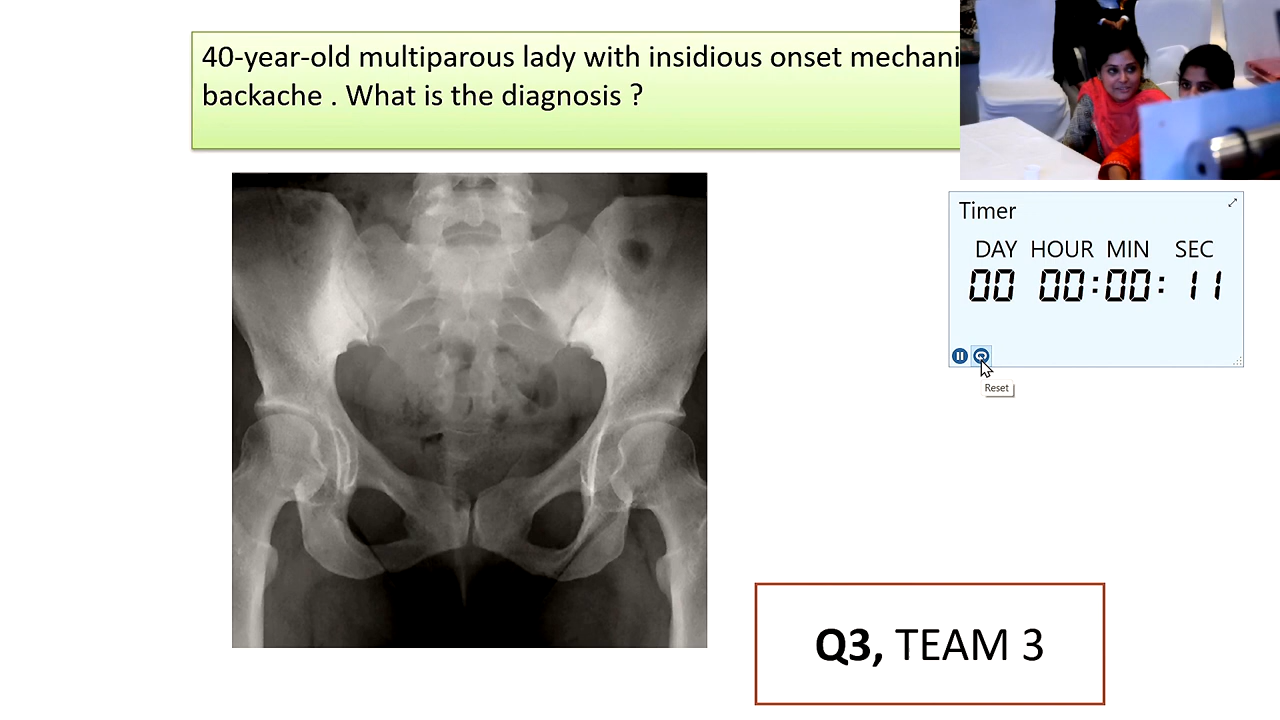 40-year-old multiparous lady with insidious onset mechani
backache . What is the diagnosis ?
Timer
DAY HOUR MIN SEC
00 00:00: 11
Reset
Q3, TEAM 3